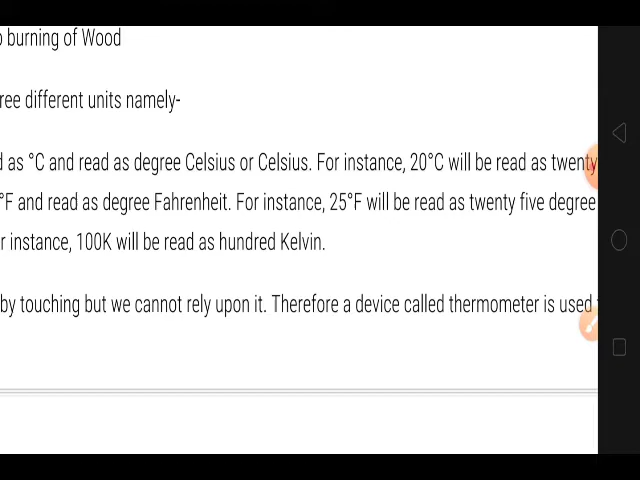 burning of Wood
ree different units namely-
as °C and read as degree Celsius or Celsius. For instance, 20°C will be read as twenty
°F and read as degree Fahrenheit. For instance, 25°F will be read as twenty five degree
instance, 100K will be read as hundred Kelvin.
by touching but we cannot rely upon it. Therefore a device called thermometer is used